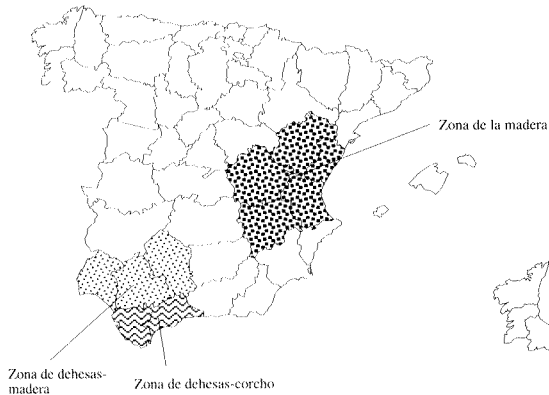 Zona de la madera
Zona de dehesas-
madera
Zona de dehesas-corcho